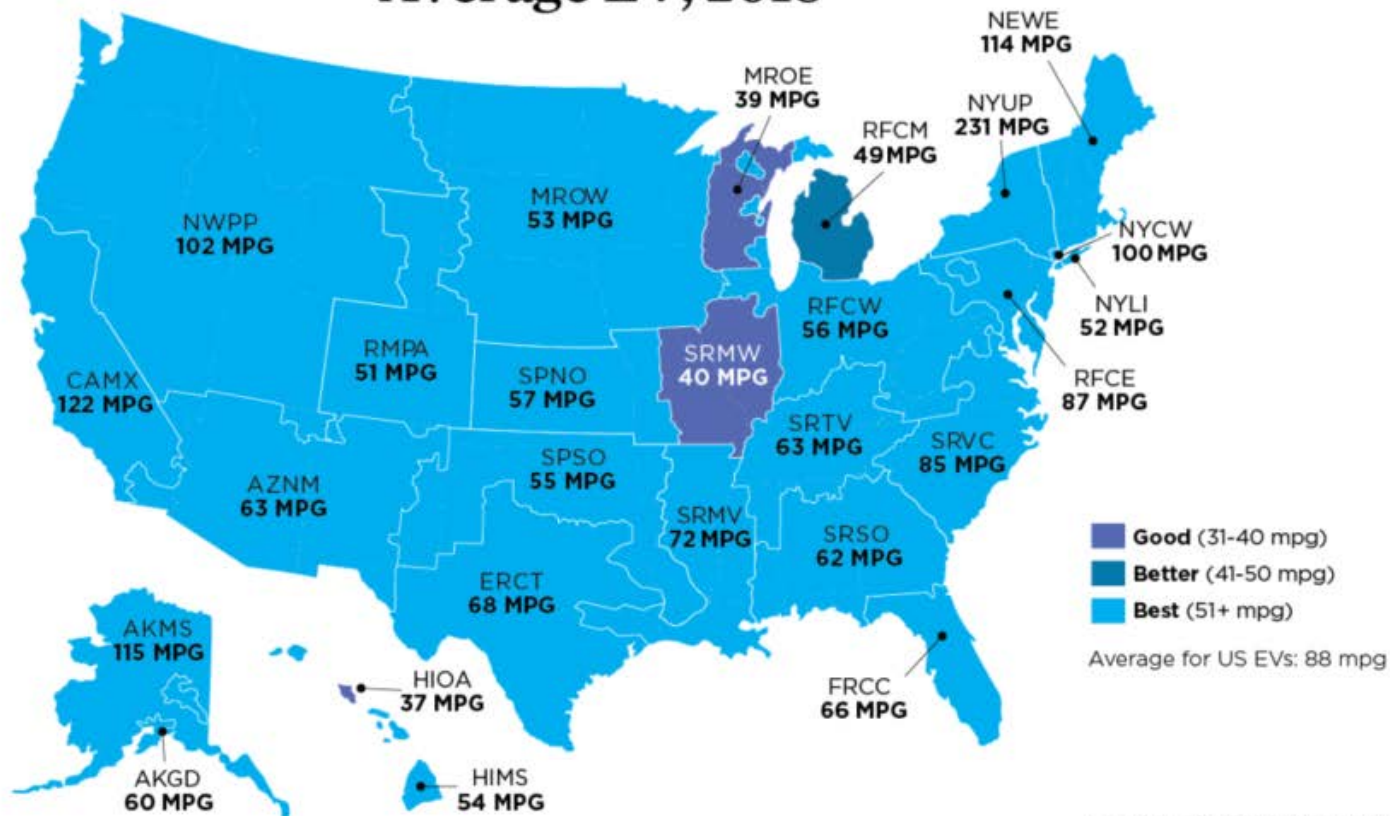 NEWE
114 MPG
MROE
39 MPG
NYUP
231 MPG
RFCM
49 MPG
MROW
53 MPG
NWPP
102 MPG
NYCW
100 MPG
NYLI
52 MPG
RFCW
56 MPG
RMPA
51 MPG
SRMW
40 MPG
SPNO
57 MPG
CAMX
122 MPG
RFCE
87 MPG
SRTV
63 MPG
SRVC
85 MPG
SPSO
55 MPG
AZNM
63 MPG
SRMV
72 MPG
SRSO
62 MPG
ERCT
68 MPG
Good (31-40 mpg)
Better (41-50 mpg)
Best (51+ mpg)
Average for US EVs: 88 mpg
AKMS
115 MPG
HIOA
37 MPG
FRCC
66 MPG
AKGD
60 MPG
HIMS
54 MPG